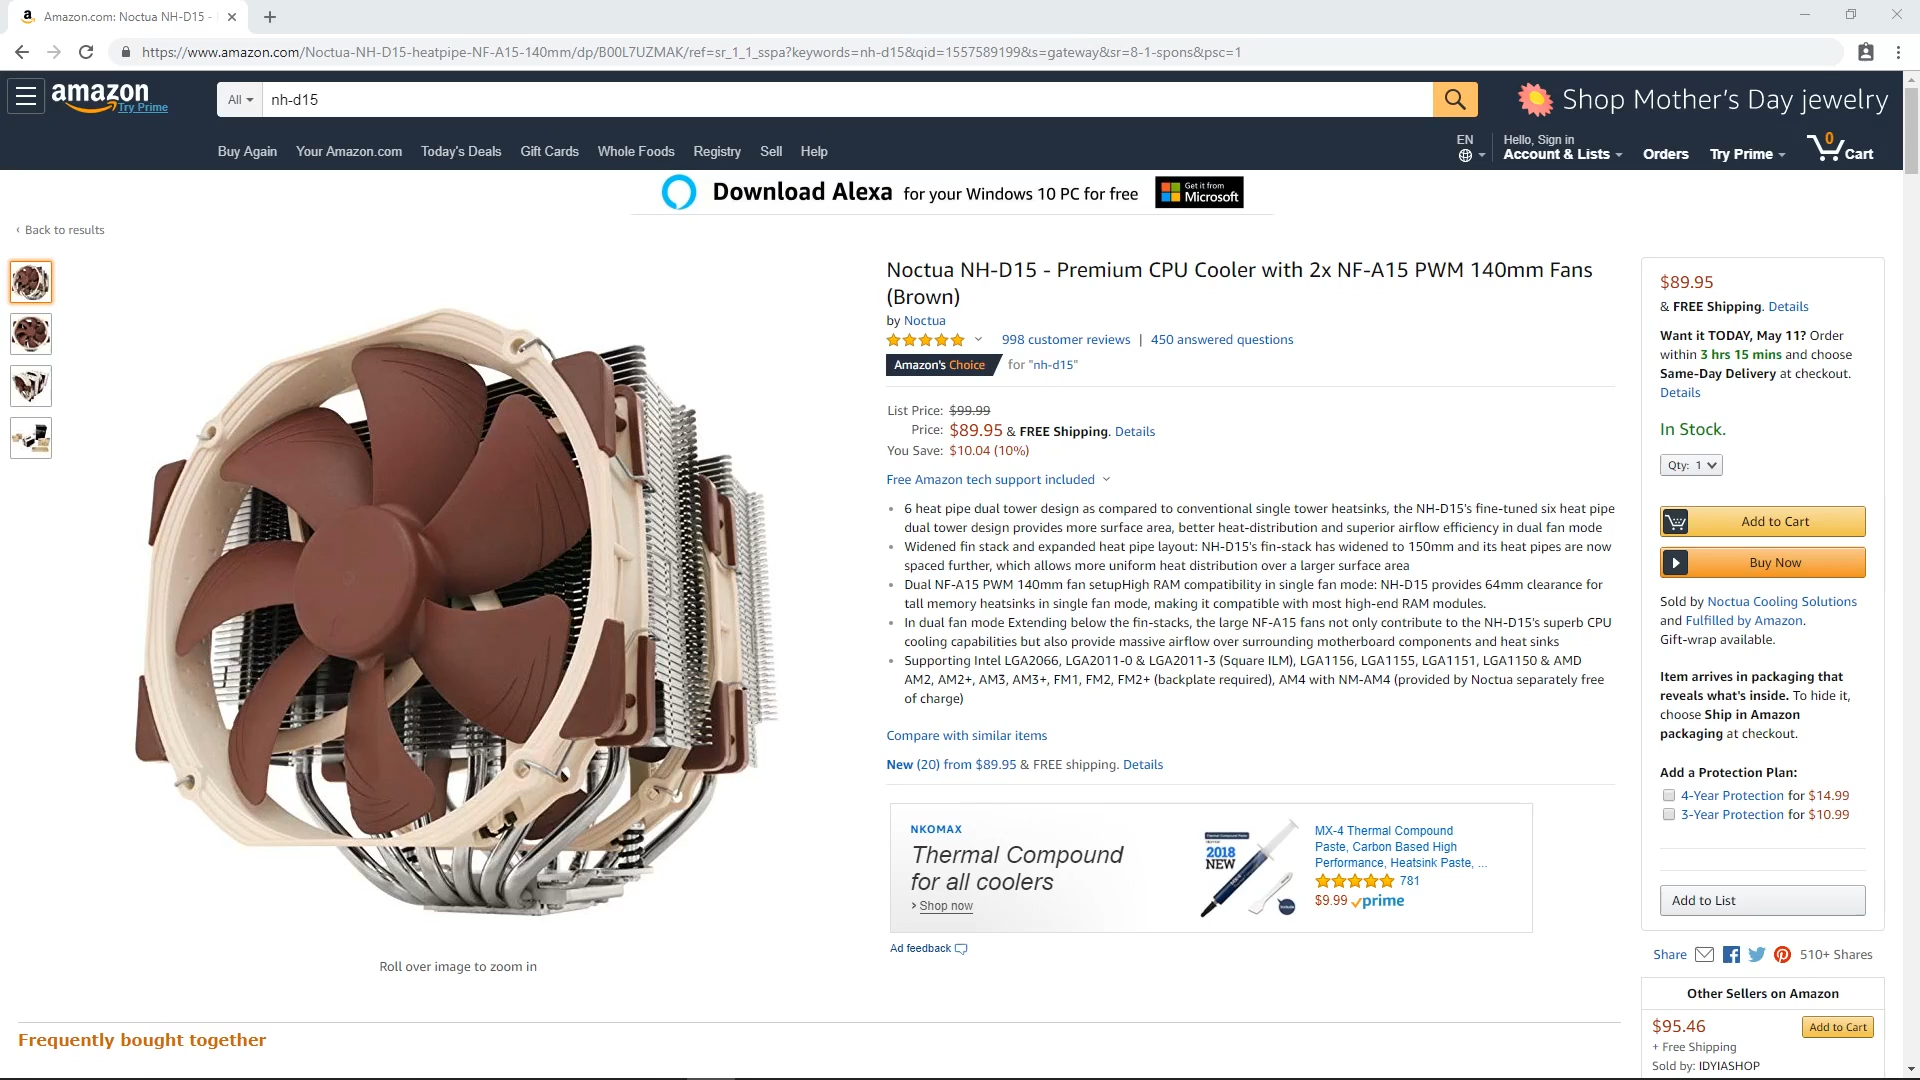 Amazon.com: Noctua NH-D15 -
https://www.amazon.com/Noctua-NH-D15-heatpipe-NF-A15-140mm/dp/B00L7UZMAK/ref=sr_1_1_sspa?keywords=nh-d15&qid=1557589199&s=gateway&sr=8-1-spons&psc=1
amazon
Try Prime
All
nh-d15
Shop Mother's Day jewelry
Buy Again
Your Amazon.com
Today's Deals
Gift Cards
Whole Foods
Registry
Sell
Help
EN
Hello, Sign in
Account & Lists
Orders
Try Prime
0
Cart
Download Alexa for your Windows 10 PC for free
Get it from
Microsoft
‹ Back to results
Noctua NH-D15 - Premium CPU Cooler with 2x NF-A15 PWM 140mm Fans
(Brown)
by Noctua
998 customer reviews | 450 answered questions
Amazon's Choice for "nh-d15"
List Price: $99.99
Price: $89.95 & FREE Shipping. Details
You Save: $10.04 (10%)
Free Amazon tech support included
• 6 heat pipe dual tower design as compared to conventional single tower heatsinks, the NH-D15's fine-tuned six heat pipe
dual tower design provides more surface area, better heat-distribution and superior airflow efficiency in dual fan mode
• Widened fin stack and expanded heat pipe layout: NH-D15's fin-stack has widened to 150mm and its heat pipes are now
spaced further, which allows more uniform heat distribution over a larger surface area
• Dual NF-A15 PWM 140mm fan setupHigh RAM compatibility in single fan mode: NH-D15 provides 64mm clearance for
tall memory heatsinks in single fan mode, making it compatible with most high-end RAM modules.
• In dual fan mode Extending below the fin-stacks, the large NF-A15 fans not only contribute to the NH-D15's superb CPU
cooling capabilities but also provide massive airflow over surrounding motherboard components and heat sinks
• Supporting Intel LGA2066, LGA2011-0 & LGA2011-3 (Square ILM), LGA1156, LGA1155, LGA1151, LGA1150 & AMD
AM2, AM2+, AM3, AM3+, FM1, FM2, FM2+ (backplate required), AM4 with NM-AM4 (provided by Noctua separately free
of charge)
Compare with similar items
New (20) from $89.95 & FREE shipping. Details
NKOMAX
Thermal Compound
for all coolers
› Shop now
2018
NEW
MX-4 Thermal Compound
Paste, Carbon Based High
Performance, Heatsink Paste, ...
781
$9.99 prime
Ad feedback
Roll over image to zoom in
Frequently bought together
$89.95
& FREE Shipping. Details
Want it TODAY, May 11? Order
within 3 hrs 15 mins and choose
Same-Day Delivery at checkout.
Details
In Stock.
Qty: 1
Add to Cart
Buy Now
Sold by Noctua Cooling Solutions
and Fulfilled by Amazon.
Gift-wrap available.
Item arrives in packaging that
reveals what's inside. To hide it,
choose Ship in Amazon
packaging at checkout.
Add a Protection Plan:
4-Year Protection for $14.99
3-Year Protection for $10.99
Add to List
Share
510+ Shares
Other Sellers on Amazon
$95.46
Add to Cart
+ Free Shipping
Sold by: IDYIASHOP